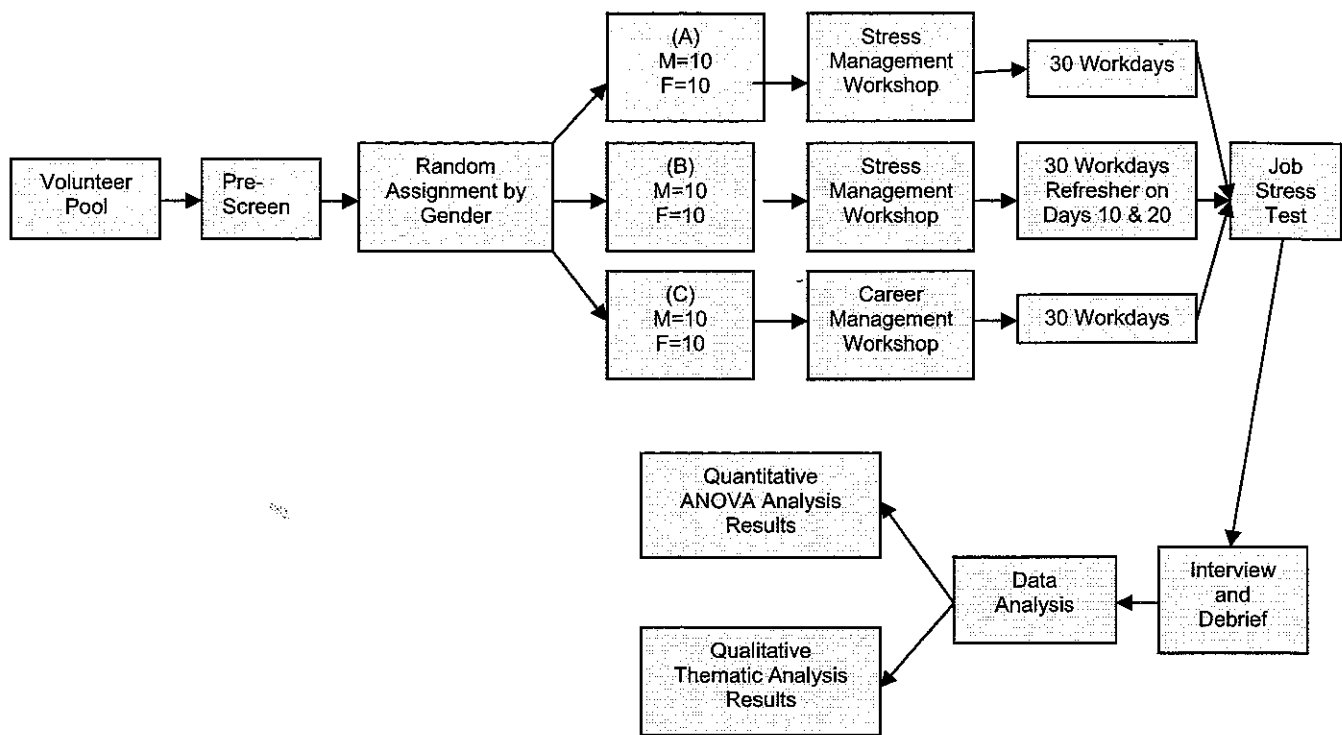 Volunteer
Pool
Pre-
Screen
Random
Assignment by
Gender
(A)
M=10
F=10
Stress
Management
Workshop
30 Workdays
(B)
M=10
F=10
Stress
Management
Workshop
30 Workdays
Refresher on
Days 10 & 20
(C)
M=10
F=10
Career
Management
Workshop
30 Workdays
Job
Stress
Test
Interview
and
Debrief
Data
Analysis
Quantitative
ANOVA Analysis
Results
Qualitative
Thematic Analysis
Results